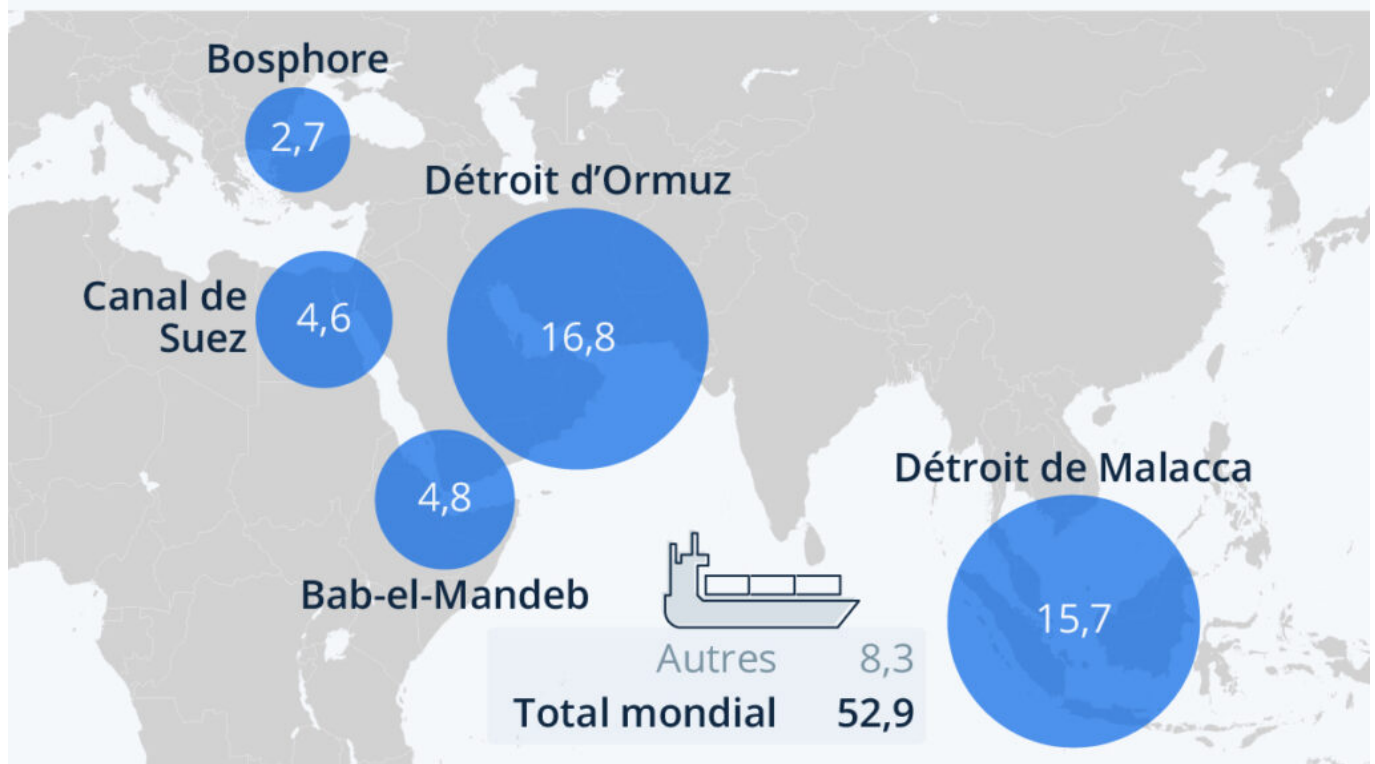 Bosphore
2,7
Détroit d’Ormuz
16,8
Canal de
Suez
4,6
4,8
Bab-el-Mandeb
Détroit de Malacca
15,7
Autres 8,3
Total mondial 52,9